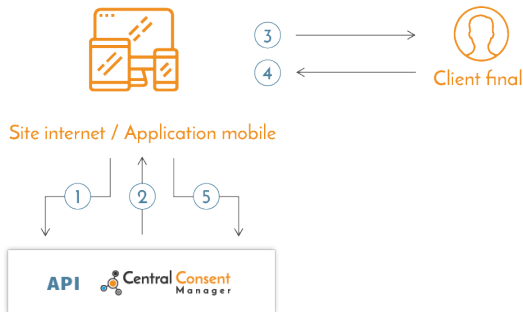 3
4
Client final
Site internet / Application mobile
1
2
5
API
Central Consent
Manager